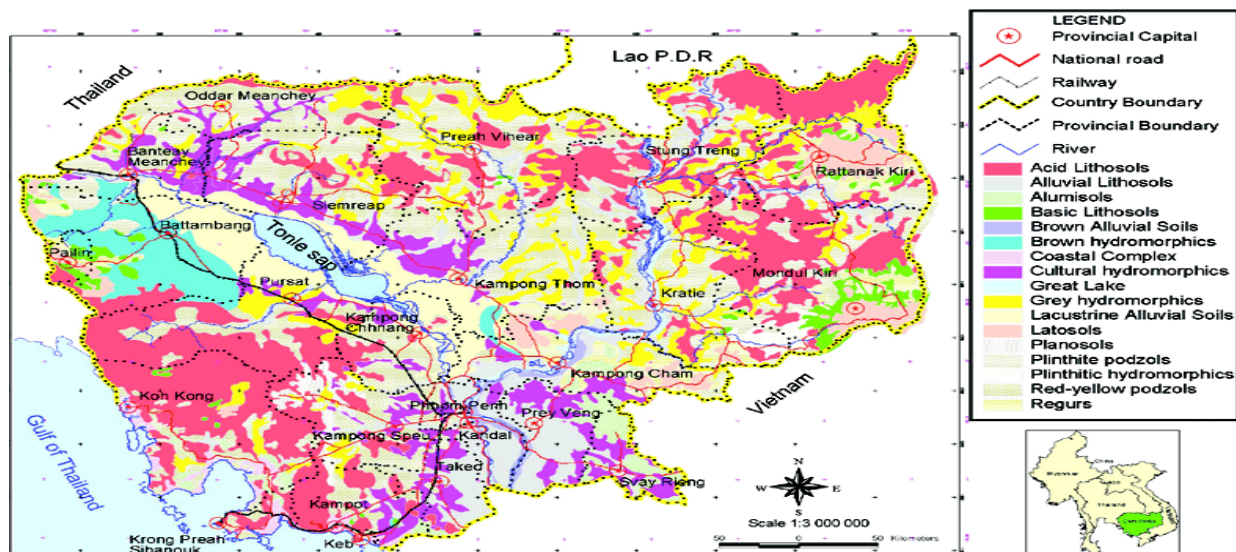 Thailand
Lao P.D.R
Oddar Meanchey
Preah Vihear
Banteay
Meanchey
Stung Treng
Rattanak Kiri
Siemreap
Battambang
Tonle sap
Pailin
Mondul Kiri
Pursat
Kampong Thom
Kratie
Kampong
Chhnang
Kampong Cham
Vietnam
Koh Kong
Phnom Penh
Prey Veng
Gulf of Thailand
Kampong Speu
Kandal
Taked
Svay Rieng
Kampot
Krong Preah
Sihanouk
Keb
N
W
E
S
Scale 1:3 000 000
50
0
50 Kilometers
LEGEND
Provincial Capital
National road
Railway
Country Boundary
Provincial Boundary
River
Acid Lithosols
Alluvial Lithosols
Alumisols
Basic Lithosols
Brown Alluvial Soils
Brown hydromorphics
Coastal Complex
Cultural hydromorphics
Great Lake
Grey hydromorphics
Lacustrine Alluvial Soils
Latosols
Planosols
Plinthite podzols
Plinthitic hydromorphics
Red-yellow podzols
Regurs
China
Myanmar
Thailand